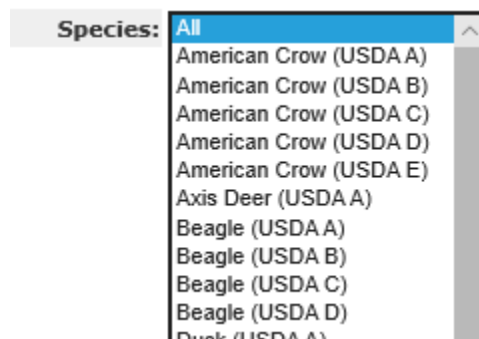 Species: All
American Crow (USDA A)
American Crow (USDA B)
American Crow (USDA C)
American Crow (USDA D)
American Crow (USDA E)
Axis Deer (USDA A)
Beagle (USDA A)
Beagle (USDA B)
Beagle (USDA C)
Beagle (USDA D)
(USDA A)